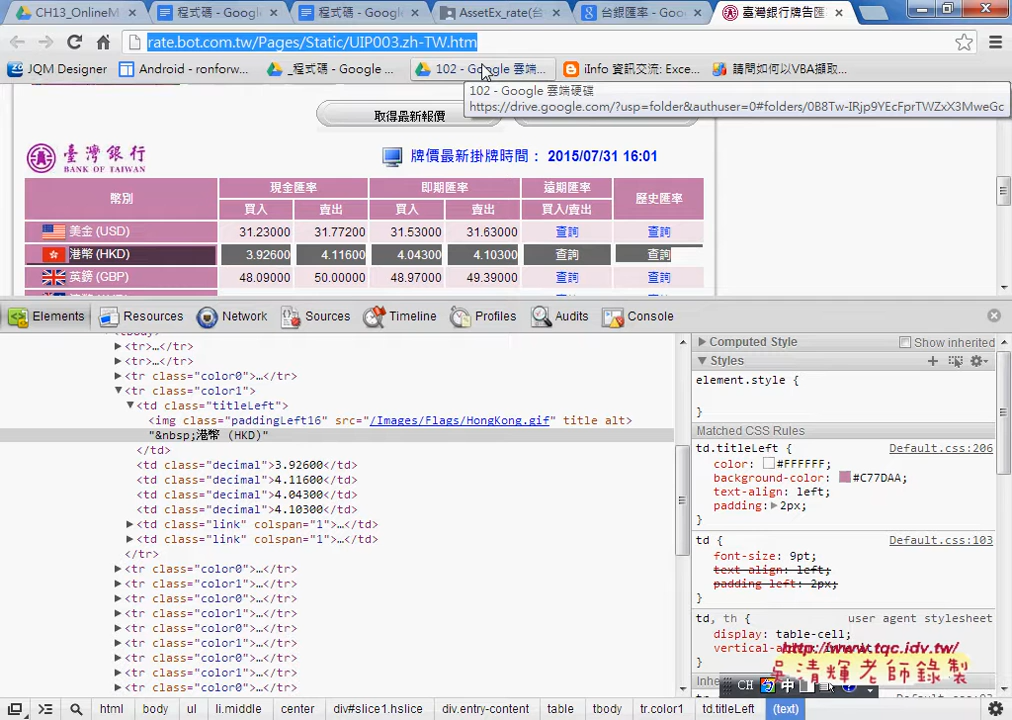 CH13_OnlineM
程式碼 - Google
程式碼 - Google
AssetEx_rate(台
台銀匯率 - Goog
臺灣銀行牌告匯
rate.bot.com.tw/Pages/Static/UIP003.zh-TW.htm
JQM Designer
Android - ronforw...
_程式碼 - Google ...
102 - Google 雲端...
iInfo 資訊交流: Exce...
請問如何以VBA擷取...
102 - Google 雲端硬碟
https://drive.google.com/?usp=folder&authuser=0#folders/0B8Tw-IRjp9YEcFprTWZxX3MweGc
取得最新報價
臺灣銀行
BANK OF TAIWAN
牌價最新掛牌時間： 2015/07/31 16:01
幣別 現金匯率 即期匯率 遠期匯率 歷史匯率
買入 賣出 買入 賣出 買入/賣出
美金 (USD) 31.23000 31.77200 31.53000 31.63000 查詢 查詢
港幣 (HKD) 3.92600 4.11600 4.04300 4.10300 查詢 查詢
英鎊 (GBP) 48.09000 50.00000 48.97000 49.39000 查詢 查詢
Elements Resources Network Sources Timeline Profiles Audits Console
<tr>…</tr>
<tr>…</tr>
<tr class="color0">…</tr>
<tr class="color1">
<td class="titleLeft">
<img class="paddingLeft16" src="/Images/Flags/HongKong.gif" title alt>
"&nbsp;港幣 (HKD)"
</td>
<td class="decimal">3.92600</td>
<td class="decimal">4.11600</td>
<td class="decimal">4.04300</td>
<td class="decimal">4.10300</td>
<td class="link" colspan="1">…</td>
<td class="link" colspan="1">…</td>
</tr>
<tr class="color0">…</tr>
<tr class="color1">…</tr>
<tr class="color0">…</tr>
<tr class="color1">…</tr>
<tr class="color0">…</tr>
<tr class="color1">…</tr>
<tr class="color0">…</tr>
<tr class="color1">…</tr>
<tr class="color0">…</tr>
Computed Style
Show inherited
Styles
element.style {
}
Matched CSS Rules
td.titleLeft { Default.css:206
color: #FFFFFF;
background-color: #C77DAA;
text-align: left;
padding: 2px;
}
td { Default.css:103
font-size: 9pt;
text-align: left;
padding-left: 2px;
}
td, th { user agent stylesheet
display: table-cell;
vertical-a
http://www.tqc.idv.tw/
吳清輝老師錄製
CH 中
html body ul li.middle center div#slice1.hslice div.entry-content table tbody tr.color1 td.titleLeft (text)